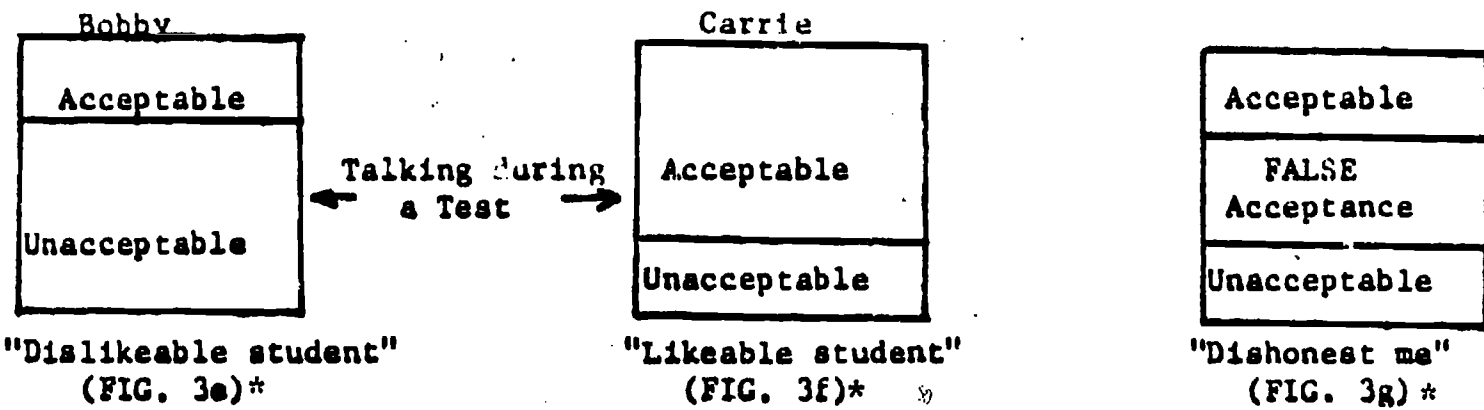 Bobby
Acceptable
Unacceptable
"Dislikeable student"
(FIG. 3e)*
Talking during
a Test
Carrie
Acceptable
Unacceptable
"Likeable student"
(FIG. 3f)*
Acceptable
FALSE
Acceptance
Unacceptable
"Dishonest me"
(FIG. 3g)*